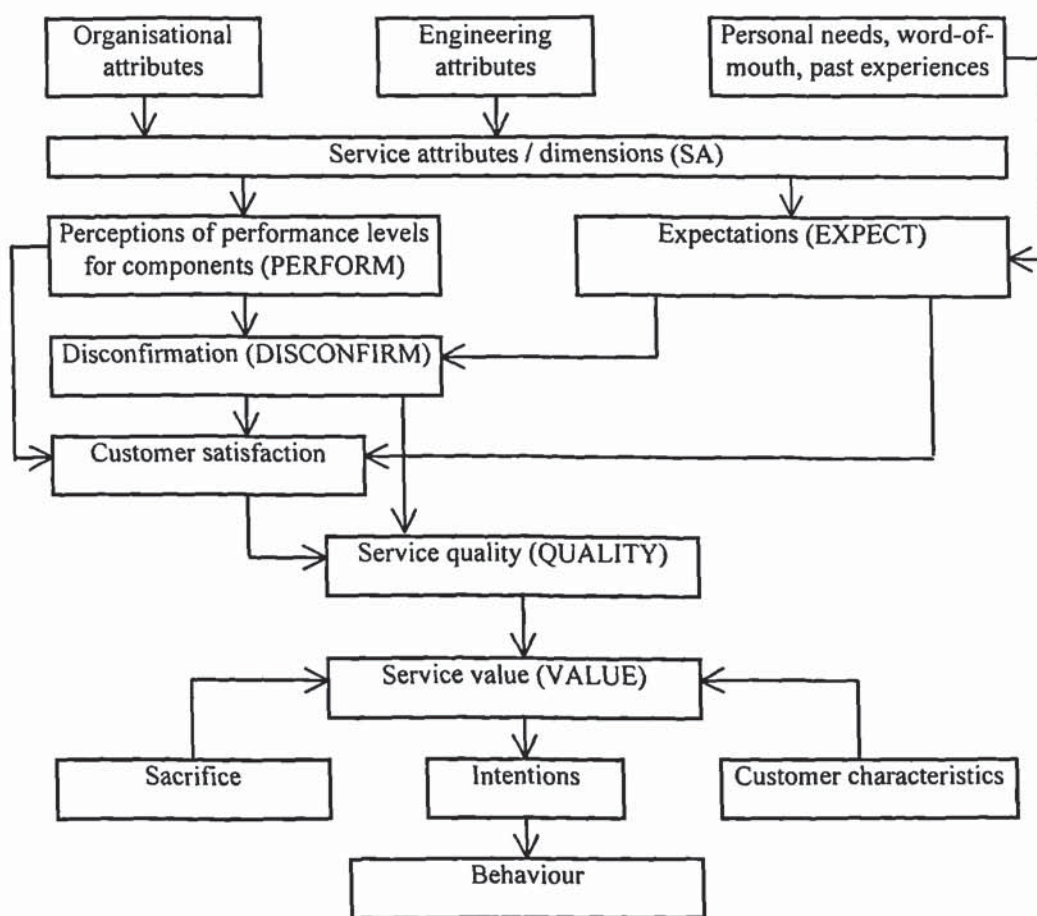 Organisational
attributes
Engineering
attributes
Personal needs, word-of-
mouth, past experiences
Service attributes / dimensions (SA)
Perceptions of performance levels
for components (PERFORM)
Expectations (EXPECT)
Disconfirmation (DISCONFIRM)
Customer satisfaction
Service quality (QUALITY)
Service value (VALUE)
Sacrifice
Intentions
Customer characteristics
Behaviour